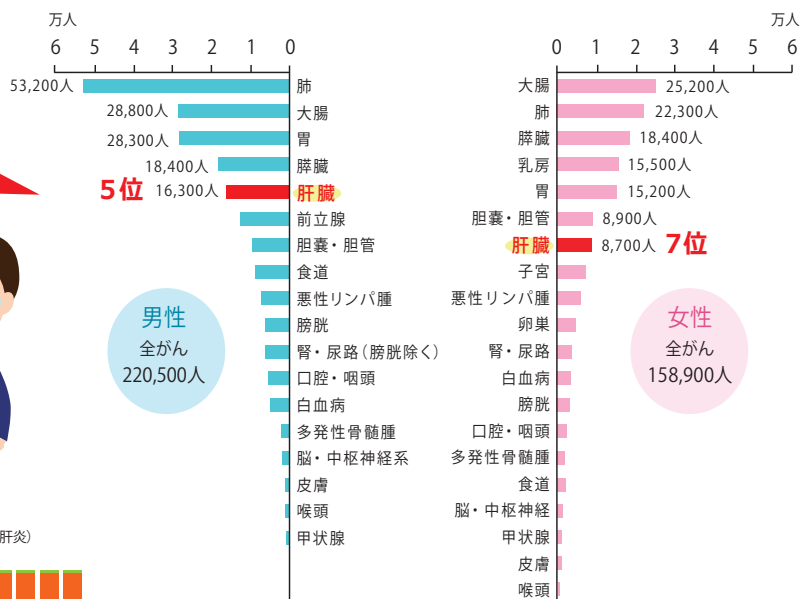 万人
6 5 4 3 2 1 0
53,200人 肺
28,800人 大腸
28,300人 胃
18,400人 膵臓
5位 16,300人 肝臓
前立腺
胆嚢・胆管
食道
悪性リンパ腫
膀胱
腎・尿路(膀胱除く)
口腔・咽頭
白血病
多発性骨髄腫
脳・中枢神経系
皮膚
喉頭
甲状腺
男性
全がん
220,500人
肝炎)
万人
0 1 2 3 4 5 6
大腸 25,200人
肺 22,300人
膵臓 18,400人
乳房 15,500人
胃 15,200人
胆嚢・胆管 8,900人
肝臓 8,700人 7位
子宮
悪性リンパ腫
卵巣
腎・尿路
白血病
膀胱
口腔・咽頭
多発性骨髄腫
食道
脳・中枢神経
甲状腺
皮膚
喉頭
女性
全がん
158,900人